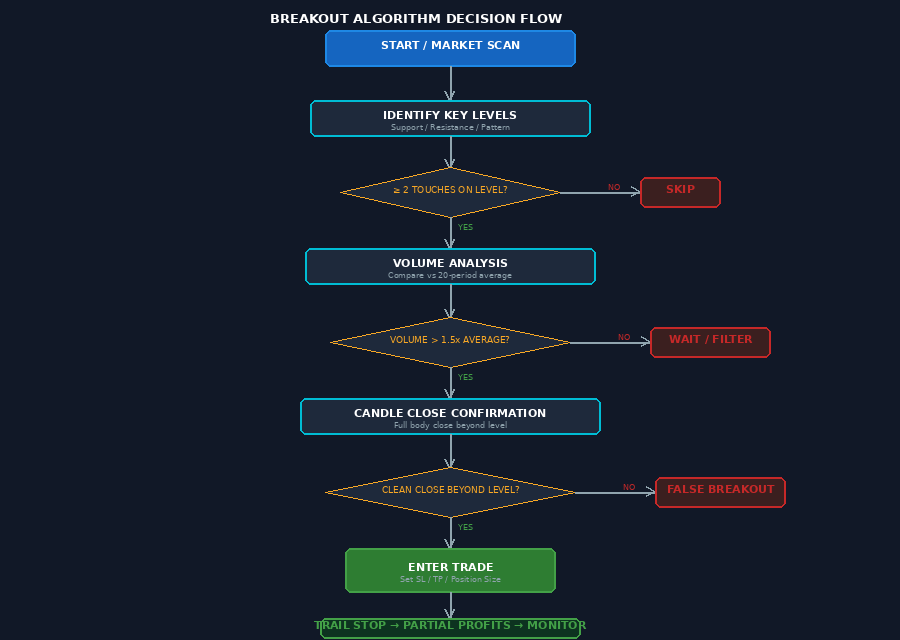 BREAKOUT ALGORITHM DECISION FLOW
START / MARKET SCAN
IDENTIFY KEY LEVELS
Support / Resistance / Pattern
≥ 2 TOUCHES ON LEVEL?
NO
SKIP
YES
VOLUME ANALYSIS
Compare vs 20-period average
VOLUME > 1.5x AVERAGE?
NO
WAIT / FILTER
YES
CANDLE CLOSE CONFIRMATION
Full body close beyond level
CLEAN CLOSE BEYOND LEVEL?
NO
FALSE BREAKOUT
YES
ENTER TRADE
Set SL / TP / Position Size
TRAIL STOP → PARTIAL PROFITS → MONITOR